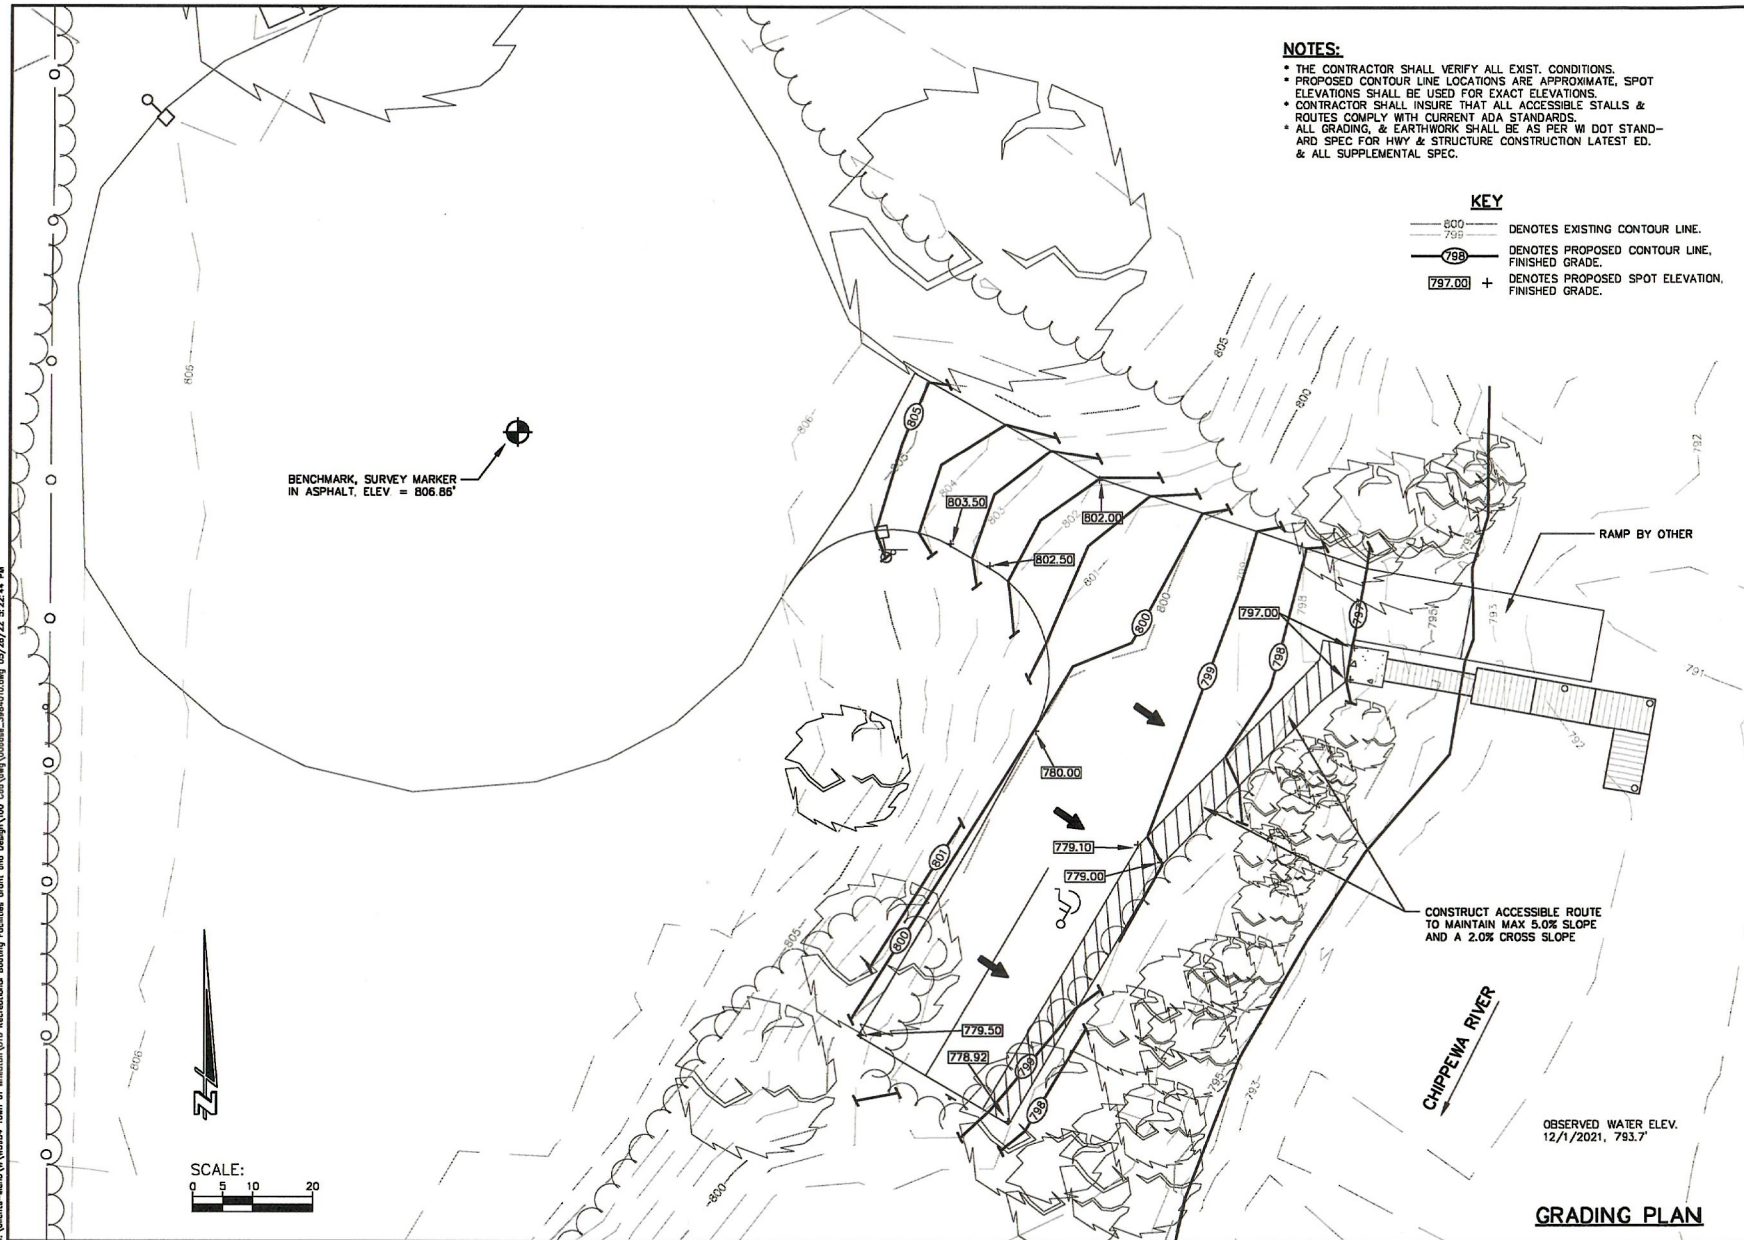 NOTES:
* THE CONTRACTOR SHALL VERIFY ALL EXIST. CONDITIONS.
* PROPOSED CONTOUR LINE LOCATIONS ARE APPROXIMATE, SPOT
ELEVATIONS SHALL BE USED FOR EXACT ELEVATIONS.
* CONTRACTOR SHALL INSURE THAT ALL ACCESSIBLE STALLS &
ROUTES COMPLY WITH CURRENT ADA STANDARDS.
* ALL GRADING, & EARTHWORK SHALL BE AS PER WI DOT STAND-
ARD SPEC FOR HWY & STRUCTURE CONSTRUCTION LATEST ED.
& ALL SUPPLEMENTAL SPEC.
KEY
800
799
DENOTES EXISTING CONTOUR LINE.
798
DENOTES PROPOSED CONTOUR LINE,
FINISHED GRADE.
797.00 +
DENOTES PROPOSED SPOT ELEVATION,
FINISHED GRADE.
805
800
806
806
805
805
804
803
802
801
800
799
798
795
795
793
792
791
792
BENCHMARK, SURVEY MARKER
IN ASPHALT, ELEV = 806.86'
803.50
802.00
802.50
RAMP BY OTHER
797.00
797
800
798
799
780.00
779.10
779.00
801
800
805
CONSTRUCT ACCESSIBLE ROUTE
TO MAINTAIN MAX 5.0% SLOPE
AND A 2.0% CROSS SLOPE
779.50
778.92
799
798
795
793
806
800
CHIPPEWA RIVER
OBSERVED WATER ELEV.
12/1/2021, 793.7'
N
SCALE:
0 5 10 20
GRADING PLAN